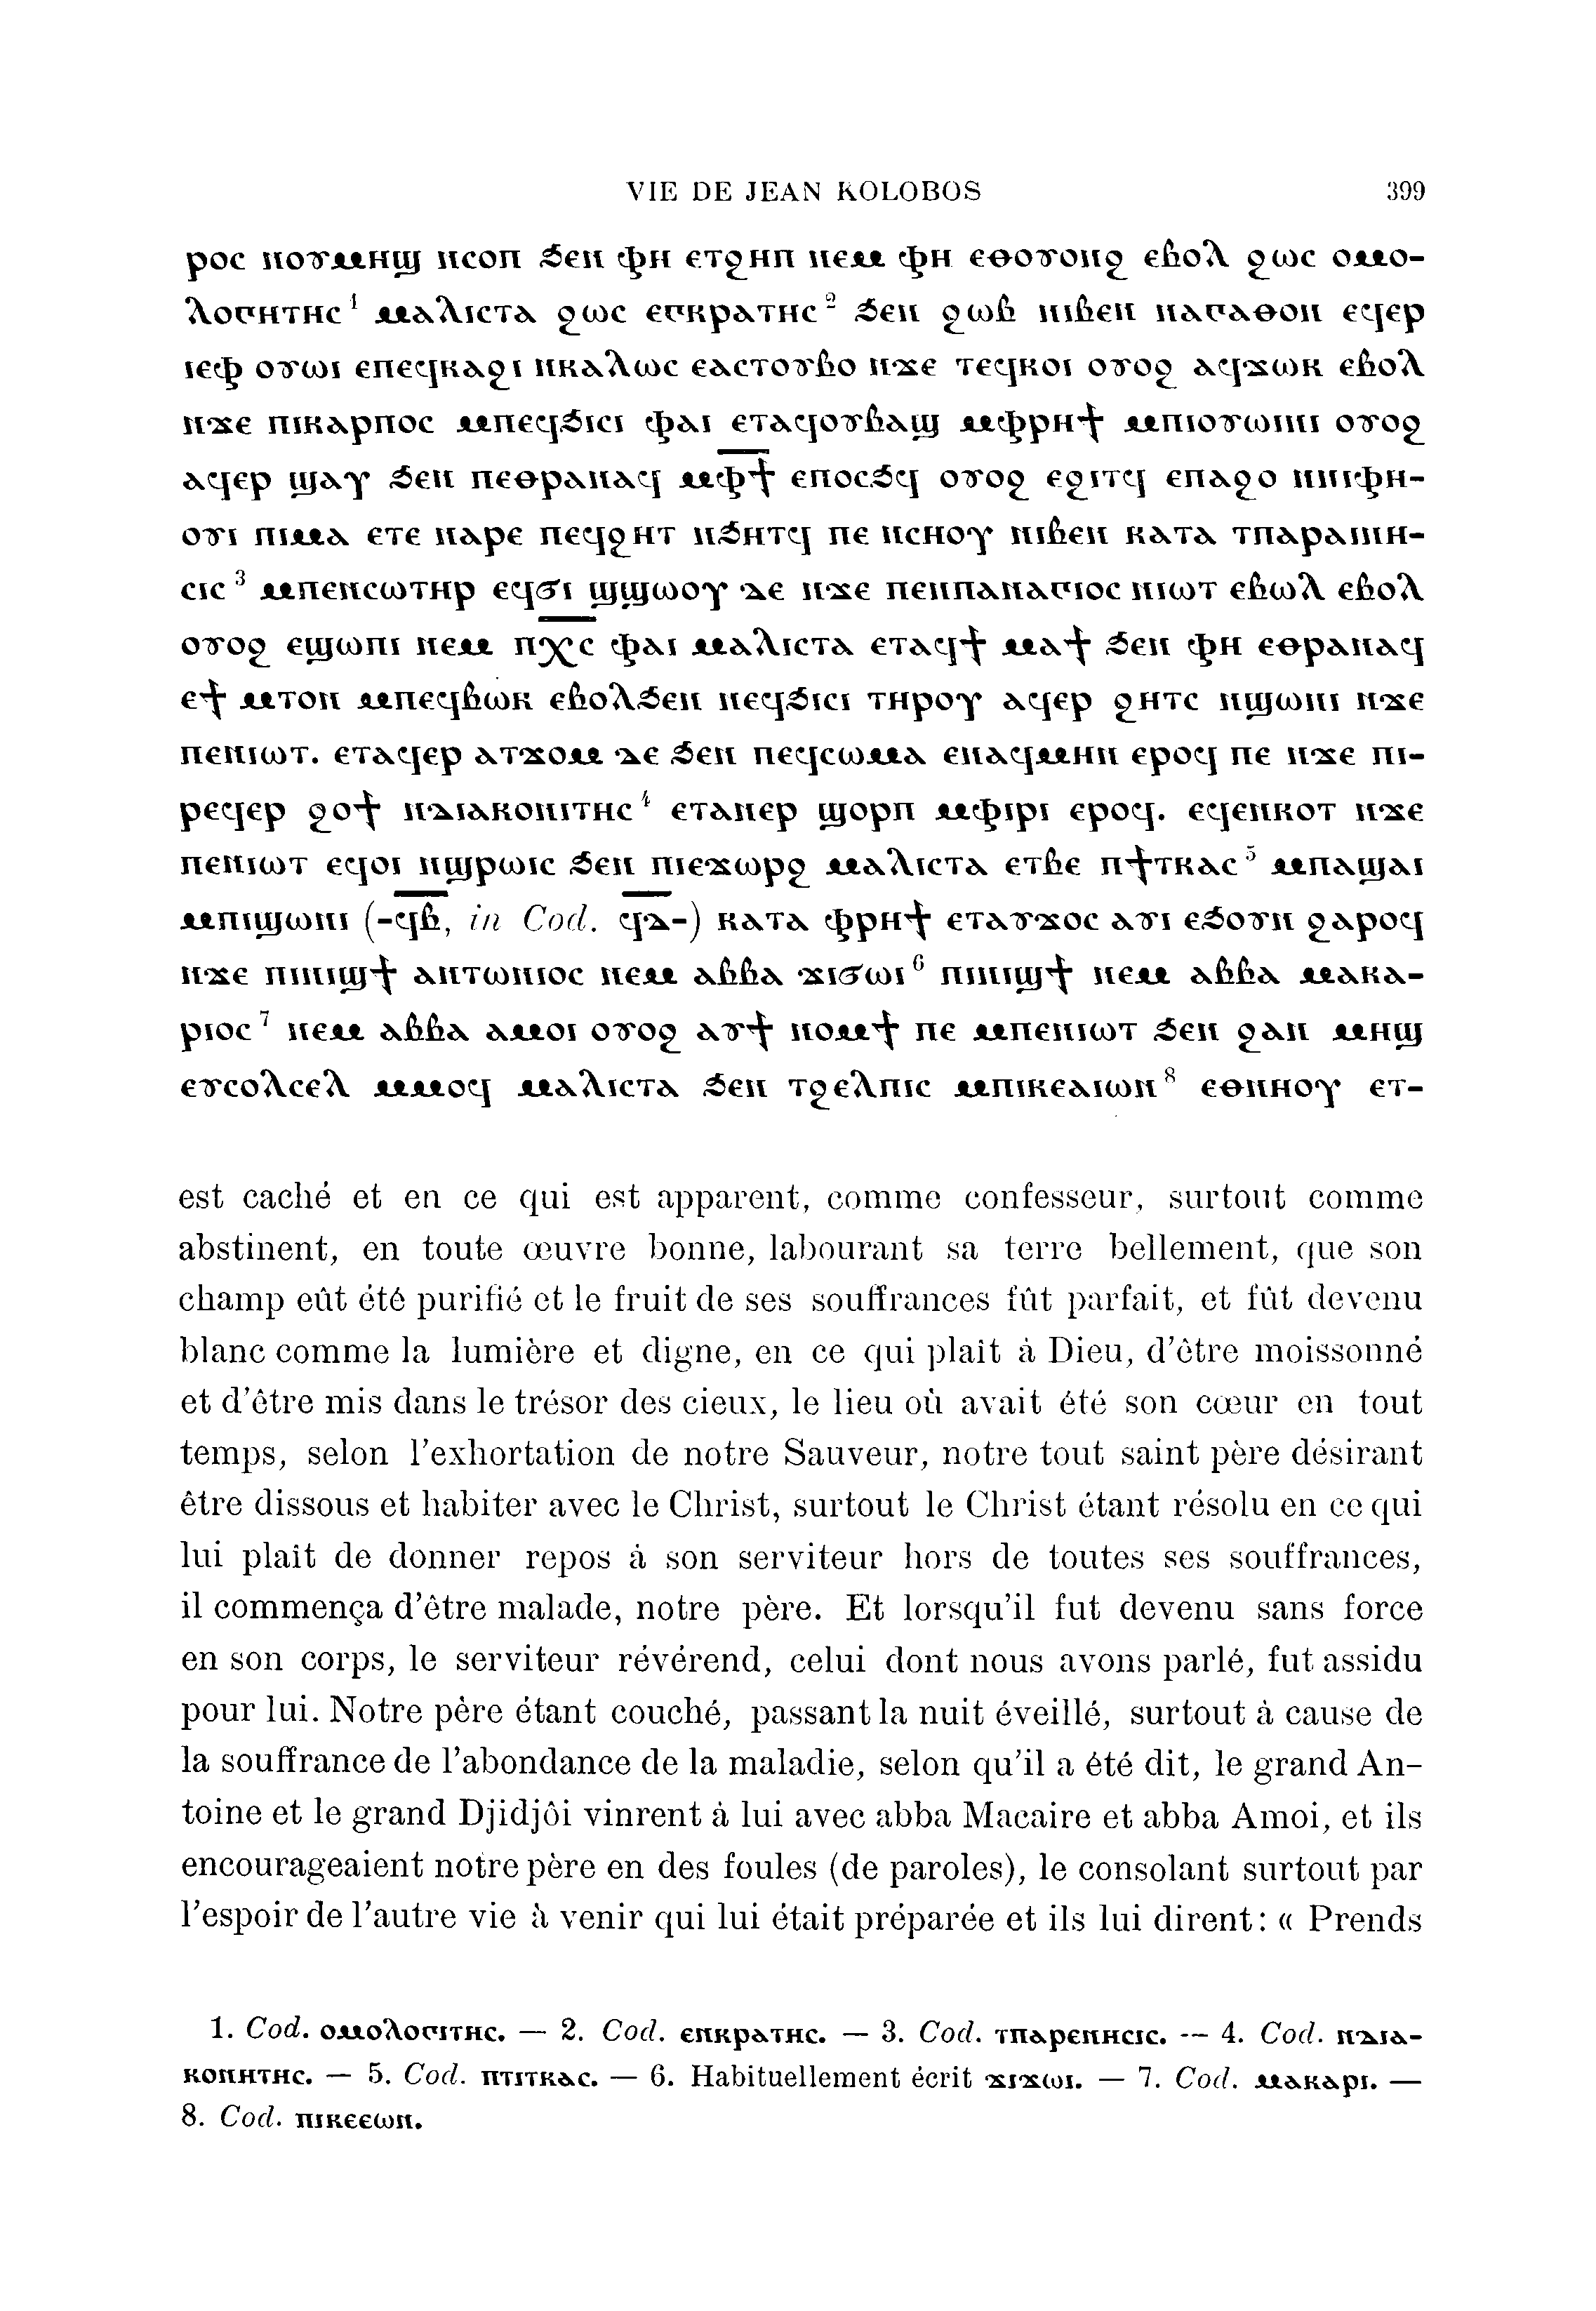 VIE DE JEAN KOLOBOS 399
ⲣⲟⲥ ⲛⲟⲩⲙⲏϣ ⲛⲥⲟⲡ ϧⲉⲛ ⲫⲏ ⲉⲧϩⲏⲡ ⲛⲉⲙ ⲫⲏ ⲉⲑⲟⲩⲟⲛϩ ⲉⲃⲟⲗ ϩⲱⲥ ⲟⲙⲟ-
ⲗⲟⲅⲏⲧⲏⲥ ¹ ⲙⲁⲗⲓⲥⲧⲁ ϩⲱⲥ ⲉⲅⲕⲣⲁⲧⲏⲥ ² ϧⲉⲛ ϩⲱⲃ ⲛⲓⲃⲉⲛ ⲛⲁⲅⲁⲑⲟⲛ ⲉϥⲉⲣ
ⲓⲉⲫ ⲟⲩⲱⲓ ⲉⲡⲉϥⲕⲁϩⲓ ⲛⲕⲁⲗⲱⲥ ⲉⲁⲥⲧⲟⲩⲃⲟ ⲛϫⲉ ⲧⲉϥⲕⲟⲓ ⲟⲩⲟϩ ⲁϥϫⲱⲕ ⲉⲃⲟⲗ
ⲛϫⲉ ⲡⲓⲕⲁⲣⲡⲟⲥ ⲙⲡⲉϥϧⲓⲥⲓ ⲫⲁⲓ ⲉⲧⲁϥⲟⲩⲃⲁϣ ⲙⲫⲣⲏϯ ⲙⲡⲓⲟⲩⲱⲓⲛⲓ ⲟⲩⲟϩ
ⲁϥⲉⲣ ϣⲁⲩ ϧⲉⲛ ⲡⲉⲑⲣⲁⲛⲁϥ ⲙⲫ̅ϯ̅ ⲉⲡⲟⲥϧϥ ⲟⲩⲟϩ ⲉϩⲓⲧϥ ⲉⲡⲁϩⲟ ⲛⲛⲓⲫⲏ-
ⲟⲩⲓ ⲡⲓⲙⲁ ⲉⲧⲉ ⲛⲁⲣⲉ ⲡⲉϥϩⲏⲧ ⲛϧⲏⲧϥ ⲡⲉ ⲛⲥⲛⲟⲩ ⲛⲓⲃⲉⲛ ⲕⲁⲧⲁ ⲧⲡⲁⲣⲁⲓⲛⲏ-
ⲥⲓⲥ ³ ⲙⲡⲉⲛⲥⲱⲧⲏⲣ ⲉϥϭⲓ ϣϣⲱⲟⲩ ⲇⲉ ⲛϫⲉ ⲡⲉⲛⲡⲁⲛⲁⲅⲓⲟⲥ ⲛⲓⲱⲧ ⲉⲃⲱⲗ ⲉⲃⲟⲗ
ⲟⲩⲟϩ ⲉϣⲱⲡⲓ ⲛⲉⲙ ⲡⲭ̅ⲥ̅ ⲫⲁⲓ ⲙⲁⲗⲓⲥⲧⲁ ⲉⲧⲁϥϯ ⲙⲁϯ ϧⲉⲛ ⲫⲏ ⲉⲑⲣⲁⲛⲁϥ
ⲉϯ ⲙⲧⲟⲛ ⲙⲡⲉϥⲃⲱⲕ ⲉⲃⲟⲗϧⲉⲛ ⲛⲉϥϧⲓⲥⲓ ⲧⲏⲣⲟⲩ ⲁϥⲉⲣ ϩⲏⲧⲥ ⲛϣⲱⲛⲓ ⲛϫⲉ
ⲡⲉⲛⲓⲱⲧ. ⲉⲧⲁϥⲉⲣ ⲁⲧϫⲟⲙ ⲇⲉ ϧⲉⲛ ⲡⲉϥⲥⲱⲙⲁ ⲉⲛⲁϥⲙⲏⲛ ⲉⲣⲟϥ ⲡⲉ ⲛϫⲉ ⲡⲓ-
ⲣⲉϥⲉⲣ ϩⲟϯ ⲛⲇⲓⲁⲕⲟⲛⲓⲧⲏⲥ ⁴ ⲉⲧⲁⲛⲉⲣ ϣⲟⲣⲡ ⲙⲫⲓⲣⲓ ⲉⲣⲟϥ. ⲉϥⲉⲛⲕⲟⲧ ⲛϫⲉ
ⲡⲉⲛⲓⲱⲧ ⲉϥⲟⲓ ⲛϣⲣⲱⲓⲥ ϧⲉⲛ ⲡⲓⲉϫⲱⲣϩ ⲙⲁⲗⲓⲥⲧⲁ ⲉⲧⲃⲉ ⲡϯⲧⲕⲁⲥ ⁵ ⲙⲡⲁϣⲁⲓ
ⲙⲡⲓϣⲱⲛⲓ (-ϥ̅ⲃ̅, in Cod. ϥ̅ⲇ̅-) ⲕⲁⲧⲁ ⲫⲣⲏϯ ⲉⲧⲁⲩϫⲟⲥ ⲁⲩⲓ ⲉϧⲟⲩⲛ ϩⲁⲣⲟϥ
ⲛϫⲉ ⲡⲓⲛⲓϣϯ ⲁⲛⲧⲱⲛⲓⲟⲥ ⲛⲉⲙ ⲁⲃⲃⲁ ϫⲓϭⲱⲓ ⁶ ⲡⲓⲛⲓϣϯ ⲛⲉⲙ ⲁⲃⲃⲁ ⲙⲁⲕⲁ-
ⲣⲓⲟⲥ ⁷ ⲛⲉⲙ ⲁⲃⲃⲁ ⲁⲙⲟⲓ ⲟⲩⲟϩ ⲁⲩϯ ⲛⲟⲙϯ ⲡⲉ ⲙⲡⲉⲛⲓⲱⲧ ϧⲉⲛ ϩⲁⲛ ⲙⲏϣ
ⲉⲩⲥⲟⲗⲥⲉⲗ ⲙⲙⲟϥ ⲙⲁⲗⲓⲥⲧⲁ ϧⲉⲛ ⲧϩⲉⲗⲡⲓⲥ ⲙⲡⲓⲕⲉⲁⲓⲱⲛ ⁸ ⲉⲑⲛⲏⲟⲩ ⲉⲧ-
est caché et en ce qui est apparent, comme confesseur, surtout comme
abstinent, en toute œuvre bonne, labourant sa terre bellement, que son
champ eût été purifié et le fruit de ses souffrances fût parfait, et fût devenu
blanc comme la lumière et digne, en ce qui plait à Dieu, d'être moissonné
et d'être mis dans le trésor des cieux, le lieu où avait été son cœur en tout
temps, selon l'exhortation de notre Sauveur, notre tout saint père désirant
être dissous et habiter avec le Christ, surtout le Christ étant résolu en ce qui
lui plait de donner repos à son serviteur hors de toutes ses souffrances,
il commença d'être malade, notre père. Et lorsqu'il fut devenu sans force
en son corps, le serviteur révérend, celui dont nous avons parlé, fut assidu
pour lui. Notre père étant couché, passant la nuit éveillé, surtout à cause de
la souffrance de l'abondance de la maladie, selon qu'il a été dit, le grand An-
toine et le grand Djidjôi vinrent à lui avec abba Macaire et abba Amoi, et ils
encourageaient notre père en des foules (de paroles), le consolant surtout par
l'espoir de l'autre vie à venir qui lui était préparée et ils lui dirent: « Prends
1. Cod. ⲟⲙⲟⲗⲟⲅⲓⲧⲏⲥ. — 2. Cod. ⲉⲛⲕⲣⲁⲧⲏⲥ. — 3. Cod. ⲧⲡⲁⲣⲉⲛⲏⲥⲓⲥ. -- 4. Cod. ⲛⲇⲓⲁ-
ⲕⲟⲛⲏⲧⲏⲥ. — 5. Cod. ⲡⲧⲓⲧⲕⲁⲥ. — 6. Habituellement écrit ϫⲓϫⲱⲓ. — 7. Cod. ⲙⲁⲕⲁⲣⲓ. —
8. Cod. ⲡⲓⲕⲉⲉⲱⲛ.